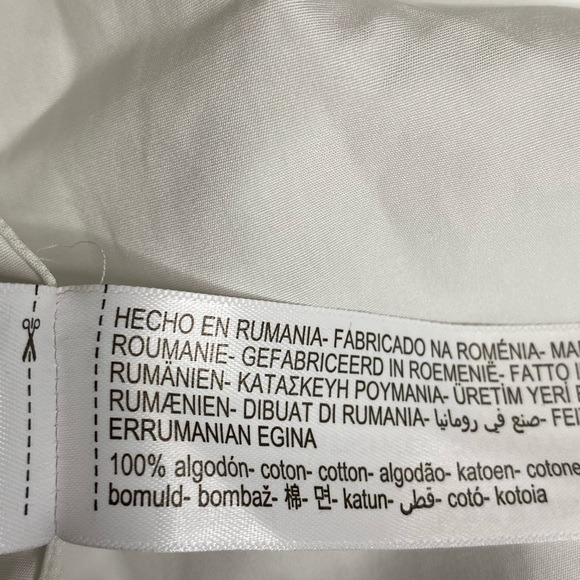 HECHO EN RUMANIA- FABRICADO NA ROMÉNIA- MA
ROUMANIE- GEFABRICEERD IN ROEMENIË- FATTO I
RUMÄNIEN- ΚΑΤΑΣΚΕΥΗ ΡΟΥΜΑΝΙΑ- ÜRETİM YERİ
RUMÆNIEN- DIBUAT DI RUMANIA- صنع في رومانيا- FEI
ERRUMANIAN EGINA
100% algodón- coton- cotton- algodão- katoen- cotone
bomuld- bombaž- 棉- 면- katun- قطن- cotó- kotoia